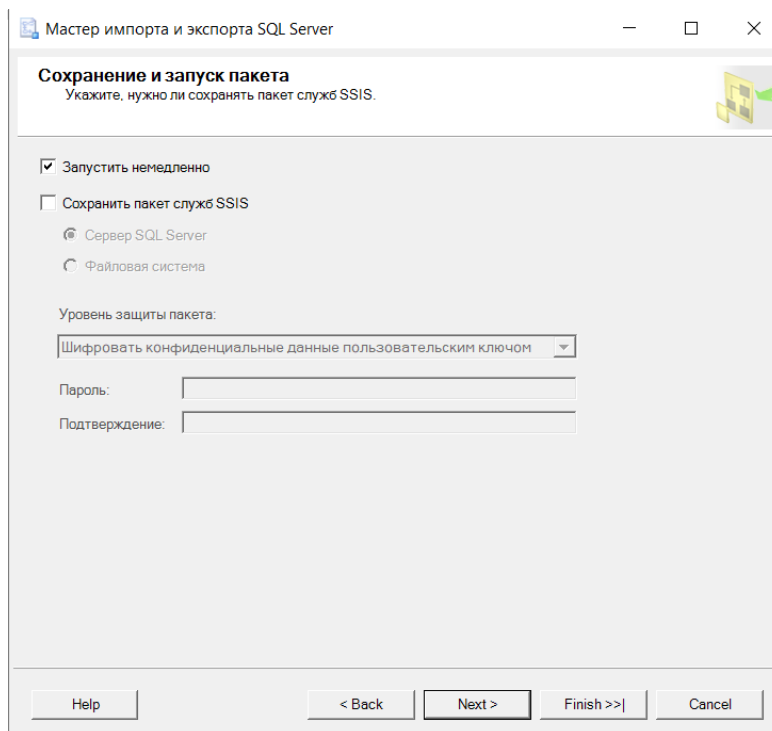 Мастер импорта и экспорта SQL Server
Сохранение и запуск пакета
Укажите, нужно ли сохранять пакет служб SSIS.
Запустить немедленно
Сохранить пакет служб SSIS
Сервер SQL Server
Файловая система
Уровень защиты пакета:
Шифровать конфиденциальные данные пользовательским ключом
Пароль:
Подтверждение:
Help
< Back
Next >
Finish >>|
Cancel